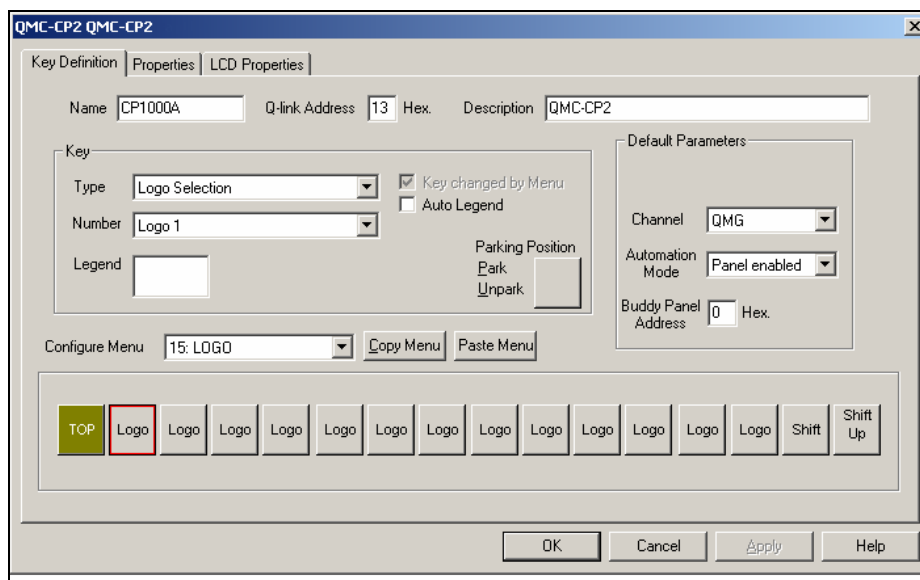 QMC-CP2 QMC-CP2
Key Definition Properties LCD Properties
Name CP1000A Q-link Address 13 Hex. Description QMC-CP2
Key
Type Logo Selection
Key changed by Menu
Auto Legend
Number Logo 1
Legend
Parking Position
Park
Unpark
Default Parameters
Channel QMG
Automation
Mode
Panel enabled
Buddy Panel
Address
0 Hex.
Configure Menu 15: LOGO Copy Menu Paste Menu
TOP Logo Logo Logo Logo Logo Logo Logo Logo Logo Logo Logo Logo Logo Shift Shift
Up
OK Cancel Apply Help